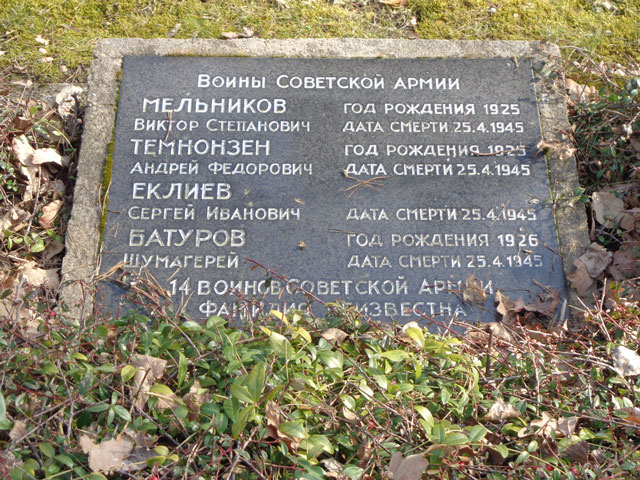 Воины Советской Армии
МЕЛЬНИКОВ ГОД РОЖДЕНИЯ 1925
Виктор Степанович ДАТА СМЕРТИ 25.4.1945
ТЕМНОНЗЕН ГОД РОЖДЕНИЯ 1925
Андрей Федорович ДАТА СМЕРТИ 25.4.1945
ЕКЛИЕВ
Сергей Иванович ДАТА СМЕРТИ 25.4.1945
БАТУРОВ ГОД РОЖДЕНИЯ 1926
Шумагерей ДАТА СМЕРТИ 25.4.1945
14 ВОИНОВ СОВЕТСКОЙ АРМИИ
ФАМИЛИЯ НЕИЗВЕСТНА